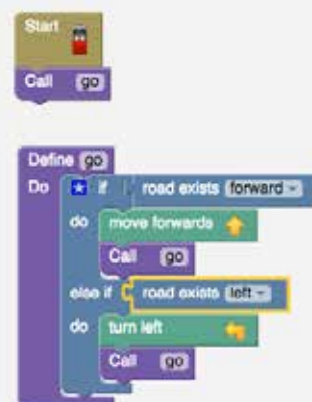 Start
Call go
Define go
Do if road exists forward
do move forwards
Call go
else if road exists left
do turn left
Call go